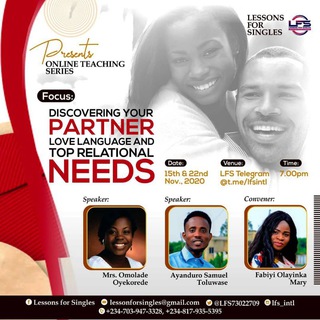 LESSONS
FOR
SINGLES
LFS
Presents
ONLINE TEACHING
SERIES
Focus:
DISCOVERING YOUR
PARTNER
LOVE LANGUAGE AND
TOP RELATIONAL
NEEDS
Date:
15th & 22nd
Nov., 2020
Venue:
LFS Telegram
@t.me/lfsintl
Time:
7.00pm
Speaker:
Mrs. Omolade
Oyekorede
Speaker:
Ayanduro Samuel
Toluwase
Convener:
Fabiyi Olayinka
Mary
Lessons for Singles
lessonforsingles@gmail.com
@LFS73022709
lfs_intl
+234-703-947-3328, +234-817-935-5395